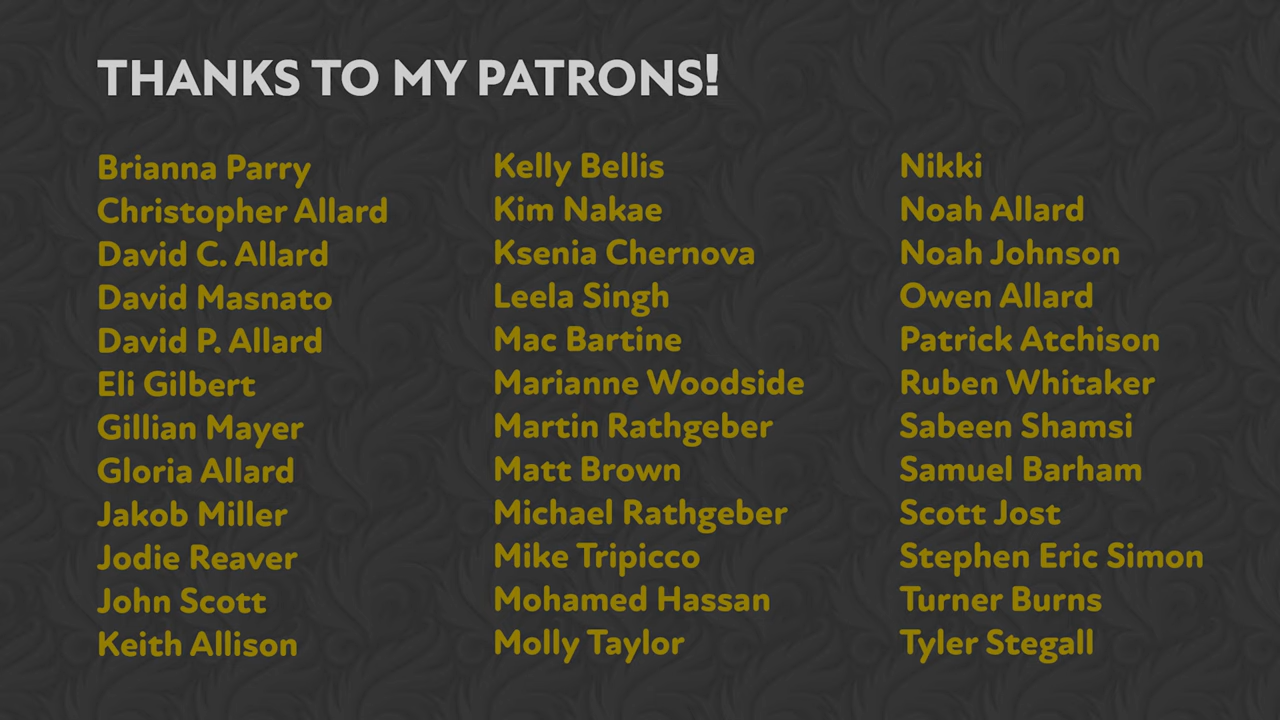 THANKS TO MY PATRONS!
Brianna Parry
Christopher Allard
David C. Allard
David Masnato
David P. Allard
Eli Gilbert
Gillian Mayer
Gloria Allard
Jakob Miller
Jodie Reaver
John Scott
Keith Allison
Kelly Bellis
Kim Nakae
Ksenia Chernova
Leela Singh
Mac Bartine
Marianne Woodside
Martin Rathgeber
Matt Brown
Michael Rathgeber
Mike Tripicco
Mohamed Hassan
Molly Taylor
Nikki
Noah Allard
Noah Johnson
Owen Allard
Patrick Atchison
Ruben Whitaker
Sabeen Shamsi
Samuel Barham
Scott Jost
Stephen Eric Simon
Turner Burns
Tyler Stegall